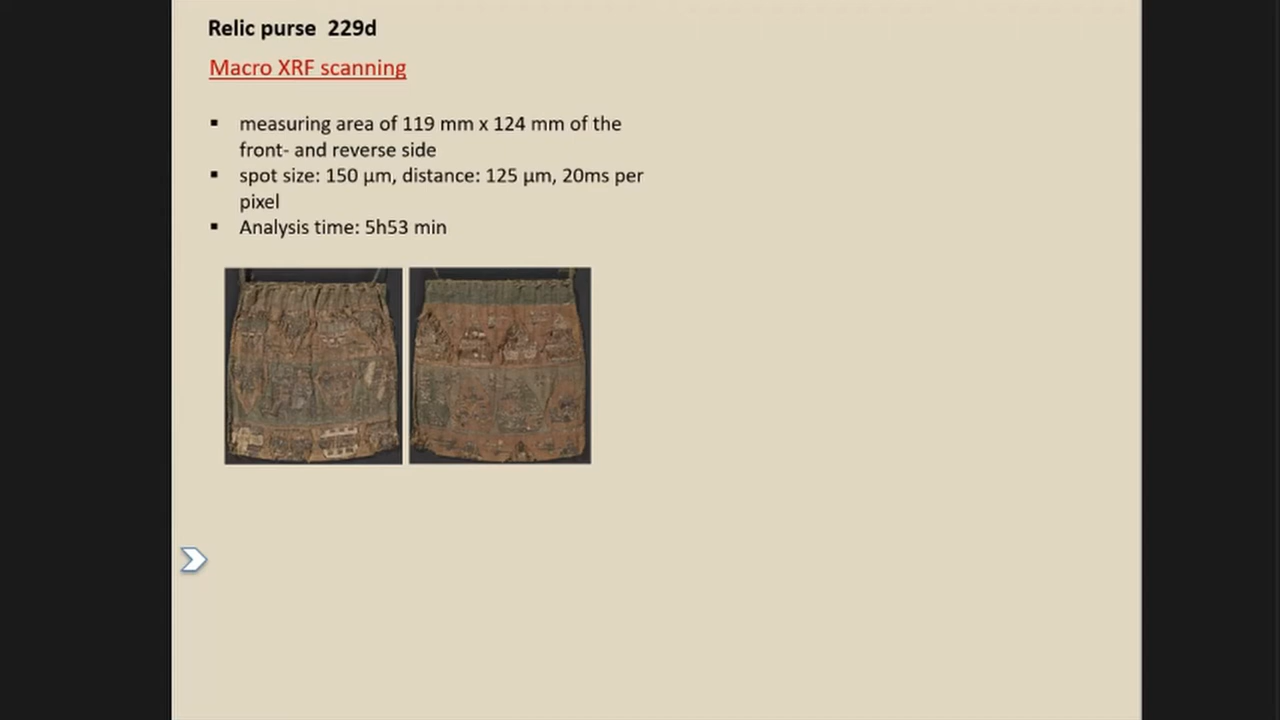 Relic purse 229d
Macro XRF scanning
▪ measuring area of 119 mm x 124 mm of the
front- and reverse side
▪ spot size: 150 µm, distance: 125 µm, 20ms per
pixel
▪ Analysis time: 5h53 min